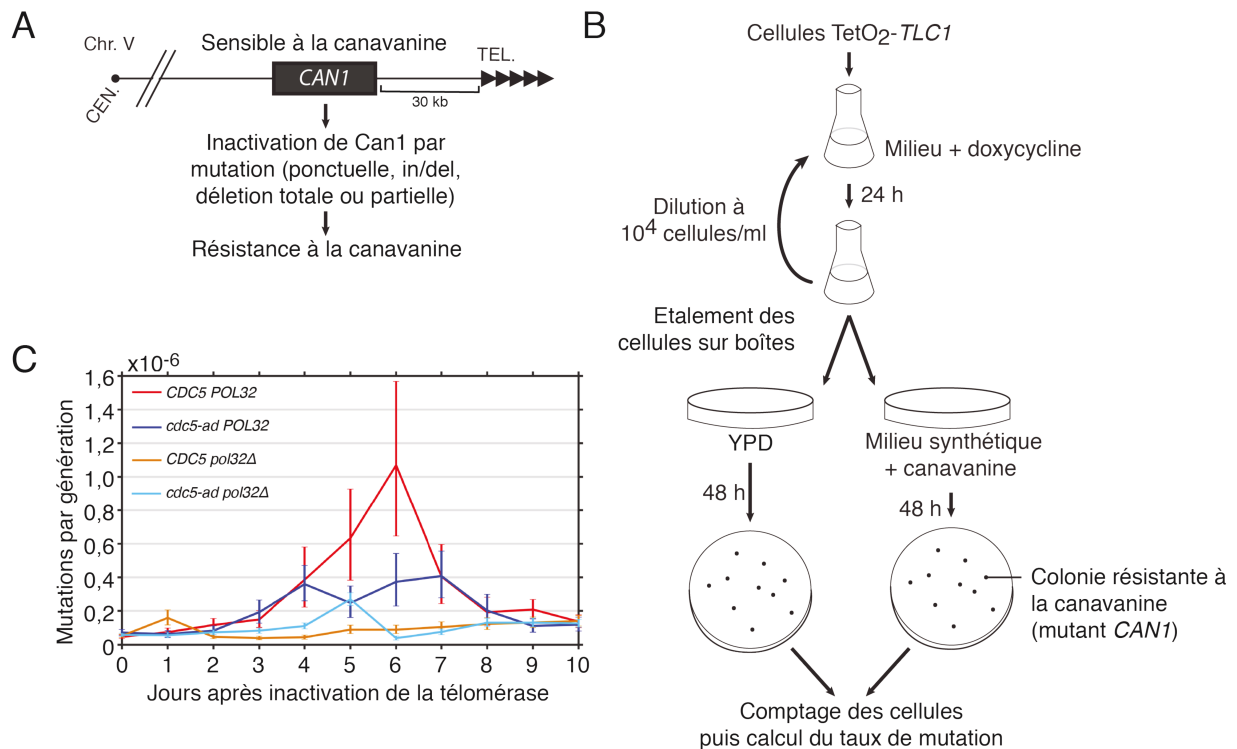 A
Chr. V
Sensible à la canavanine
TEL.
CAN1
CEN.
30 kb
Inactivation de Can1 par
mutation (ponctuelle, in/del,
déletion totale ou partielle)
Résistance à la canavanine
B
Cellules TetO2-TLC1
Milieu + doxycycline
24 h
Dilution à
10⁴ cellules/ml
Etalement des
cellules sur boîtes
YPD
Milieu synthétique
+ canavanine
48 h
48 h
Colonie résistante à
la canavanine
(mutant CAN1)
Comptage des cellules
puis calcul du taux de mutation
C
x10-6
1,6
1,4
1,2
1,0
0,8
0,6
0,4
0,2
0
Mutations par génération
CDC5 POL32
cdc5-ad POL32
CDC5 pol32Δ
cdc5-ad pol32Δ
0 1 2 3 4 5 6 7 8 9 10
Jours après inactivation de la télomérase